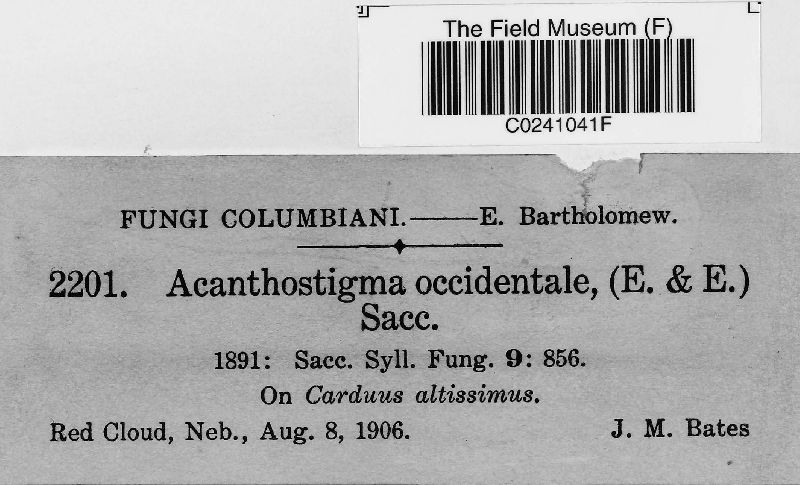 The Field Museum (F)
C0241041F
FUNGI COLUMBIANI.——E. Bartholomew.
2201. Acanthostigma occidentale, (E. & E.)
Sacc.
1891: Sacc. Syll. Fung. 9: 856.
On Carduus altissimus.
Red Cloud, Neb., Aug. 8, 1906. J. M. Bates